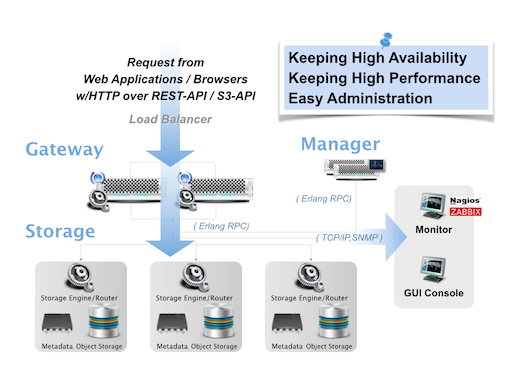 Request from
Web Applications / Browsers
w/HTTP over REST-API / S3-API
Load Balancer
Keeping High Availability
Keeping High Performance
Easy Administration
Gateway
Manager
( Erlang RPC)
Nagios
ZABBIX
Monitor
Storage
( Erlang RPC)
( TCP/IP,SNMP )
GUI Console
Storage Engine/Router
Metadata Object Storage
Storage Engine/Router
Metadata Object Storage
Storage Engine/Router
Metadata Object Storage